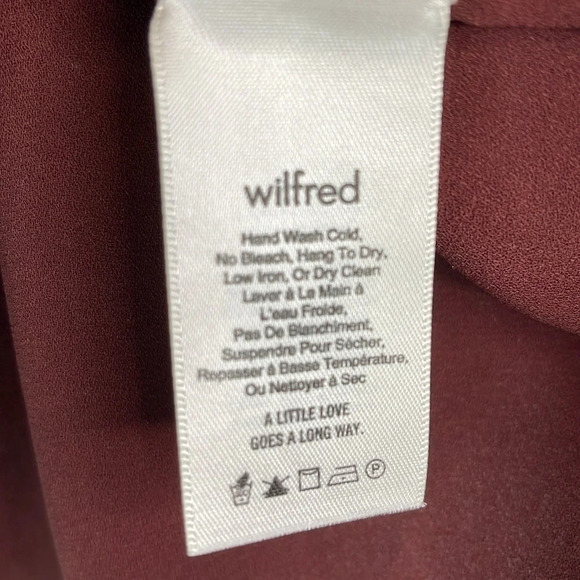 wilfred
Hand Wash Cold,
No Bleach, Hang To Dry,
Low Iron, Or Dry Clean
Laver à La Main à
L'eau Froide,
Pas De Blanchiment,
Suspendre Pour Sécher,
Repasser à Basse Température,
Ou Nettoyer à Sec
A LITTLE LOVE
GOES A LONG WAY.
P